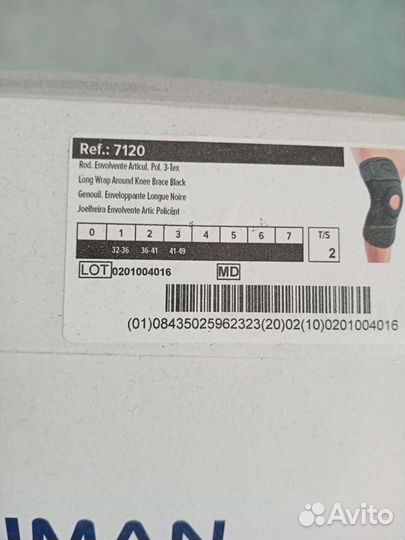 Ref.: 7120
Rod. Envolvente Articul. Pol. 3-Tex
Long Wrap Around Knee Brace Black
Genouil. Enveloppante Longue Noire
Joelheira Envolvente Artic Policént
0 1 2 3 4 5 6 7 T/S
32-36 36-41 41-49 2
LOT 0201004016 MD
(01)08435025962323(20)02(10)0201004016
IMAN
Avito